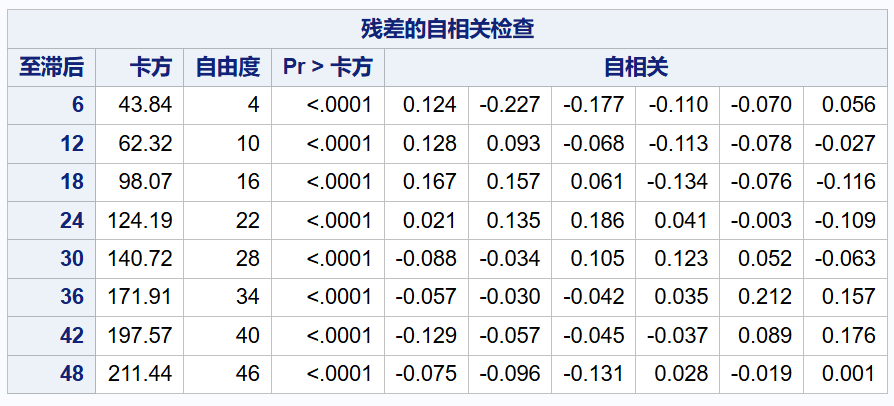 残差的自相关检查
至滞后 卡方 自由度 Pr > 卡方 自相关
6 43.84 4 <.0001 0.124 -0.227 -0.177 -0.110 -0.070 0.056
12 62.32 10 <.0001 0.128 0.093 -0.068 -0.113 -0.078 -0.027
18 98.07 16 <.0001 0.167 0.157 0.061 -0.134 -0.076 -0.116
24 124.19 22 <.0001 0.021 0.135 0.186 0.041 -0.003 -0.109
30 140.72 28 <.0001 -0.088 -0.034 0.105 0.123 0.052 -0.063
36 171.91 34 <.0001 -0.057 -0.030 -0.042 0.035 0.212 0.157
42 197.57 40 <.0001 -0.129 -0.057 -0.045 -0.037 0.089 0.176
48 211.44 46 <.0001 -0.075 -0.096 -0.131 0.028 -0.019 0.001